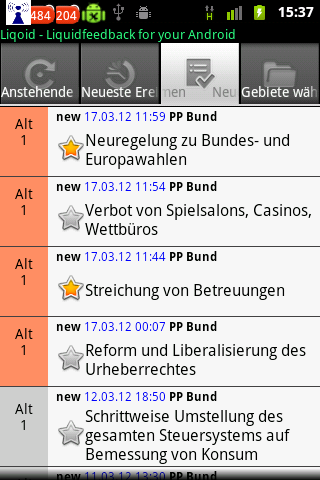 484 204 15:37
Lqoid - Liquidfeedback for your Android
Anstehende Neueste Erei men Neu Gebiete wäh
new 17.03.12 11:59 PP Bund
Alt
1
Neuregelung zu Bundes- und
Europawahlen
new 17.03.12 11:54 PP Bund
Alt
1
Verbot von Spielsalons, Casinos,
Wettbüros
new 17.03.12 11:44 PP Bund
Alt
1
Streichung von Betreuungen
new 17.03.12 00:07 PP Bund
Alt
1
Reform und Liberalisierung des
Urheberrechtes
new 12.03.12 18:50 PP Bund
Alt
1
Schrittweise Umstellung des
gesamten Steuersystems auf
Bemessung von Konsum
new 11.03.12 13:30 PP Bund